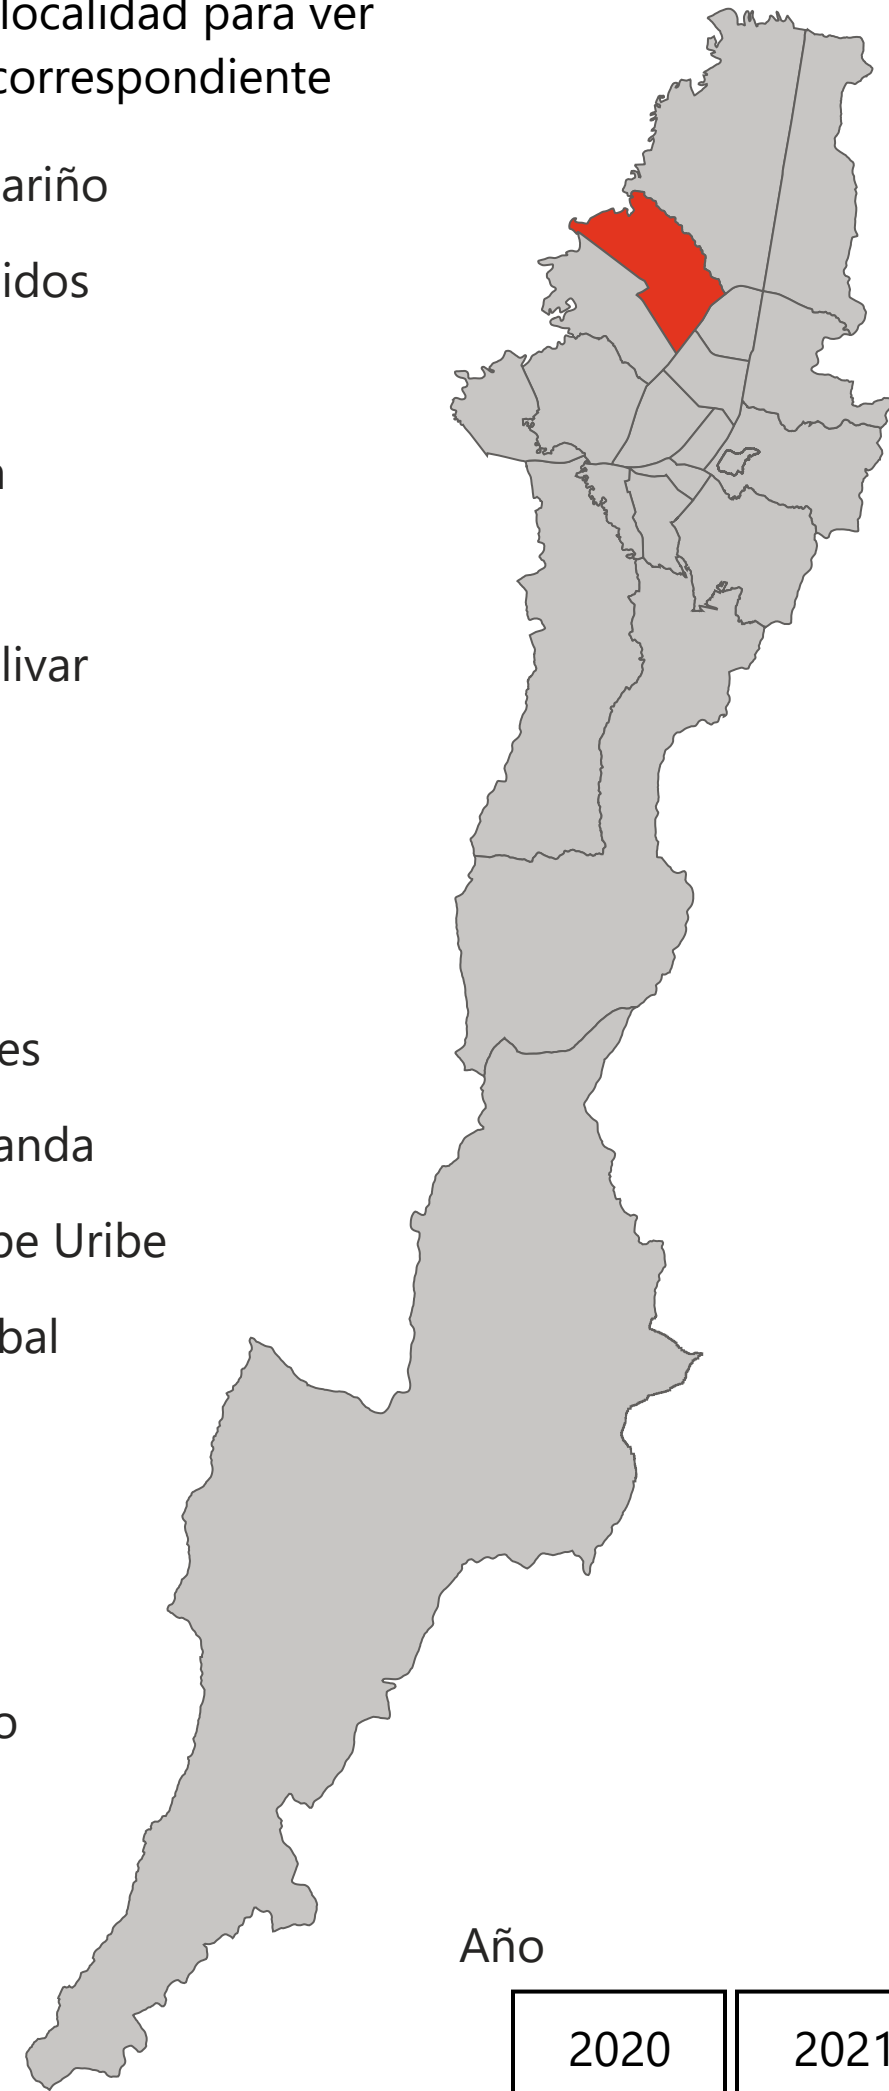 localidad para ver
correspondiente
ariño
idos
livar
es
anda
be Uribe
bal
o
Año
2020
2021